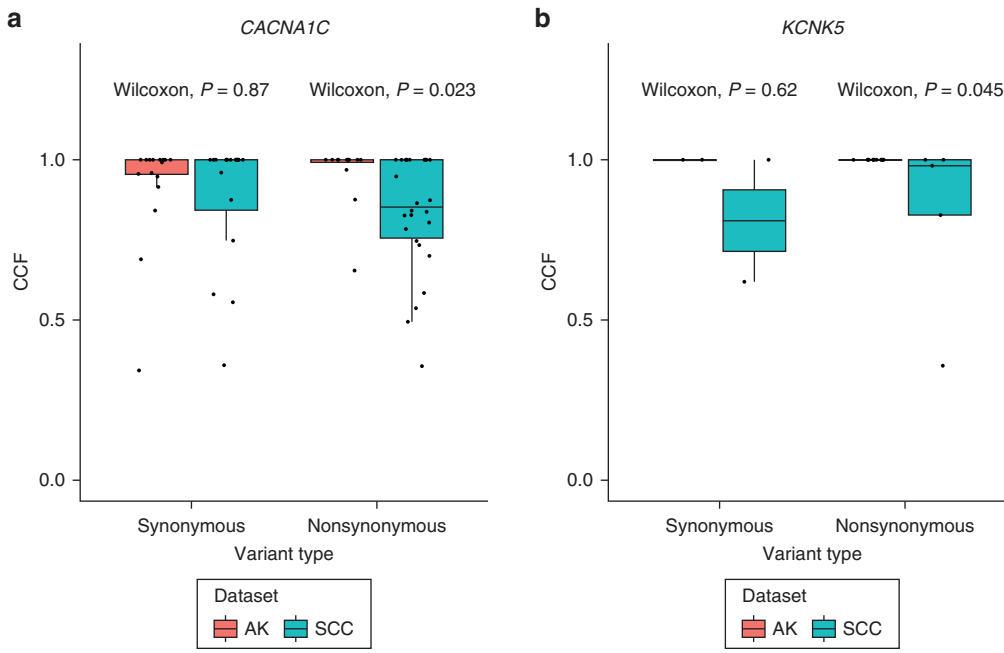 a
CACNA1C
Wilcoxon, P = 0.87
Wilcoxon, P = 0.023
1.0
0.5
0.0
CCF
Synonymous
Nonsynonymous
Variant type
Dataset
AK
SCC
b
KCNK5
Wilcoxon, P = 0.62
Wilcoxon, P = 0.045
1.0
0.5
0.0
CCF
Synonymous
Nonsynonymous
Variant type
Dataset
AK
SCC